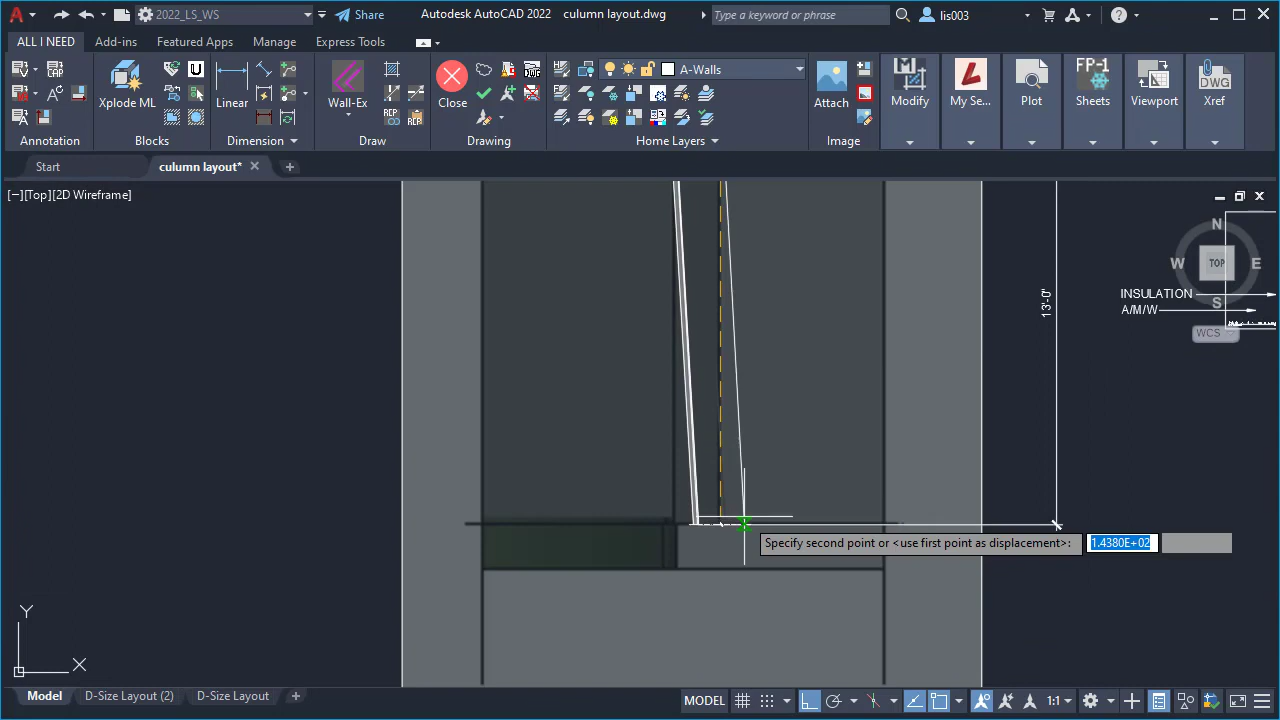 2022_LS_WS
Share
Autodesk AutoCAD 2022
culumn layout.dwg
Type a keyword or phrase
lis003
ALL I NEED
Add-ins
Featured Apps
Manage
Express Tools
Xplode ML
Linear
Wall-Ex
REP
REP
Close
A-Walls
Attach
Modify
My Se...
Plot
FP-1
Sheets
Viewport
DWG
Xref
Annotation
Blocks
Dimension
Draw
Drawing
Home Layers
Image
Start
culumn layout*
[−][Top][2D Wireframe]
N
W
TOP
E
S
WCS
INSULATION
A/M/W
13'-0"
Specify second point or <use first point as displacement>:
1.4380E+02
Y
X
Model
D-Size Layout (2)
D-Size Layout
MODEL
1:1